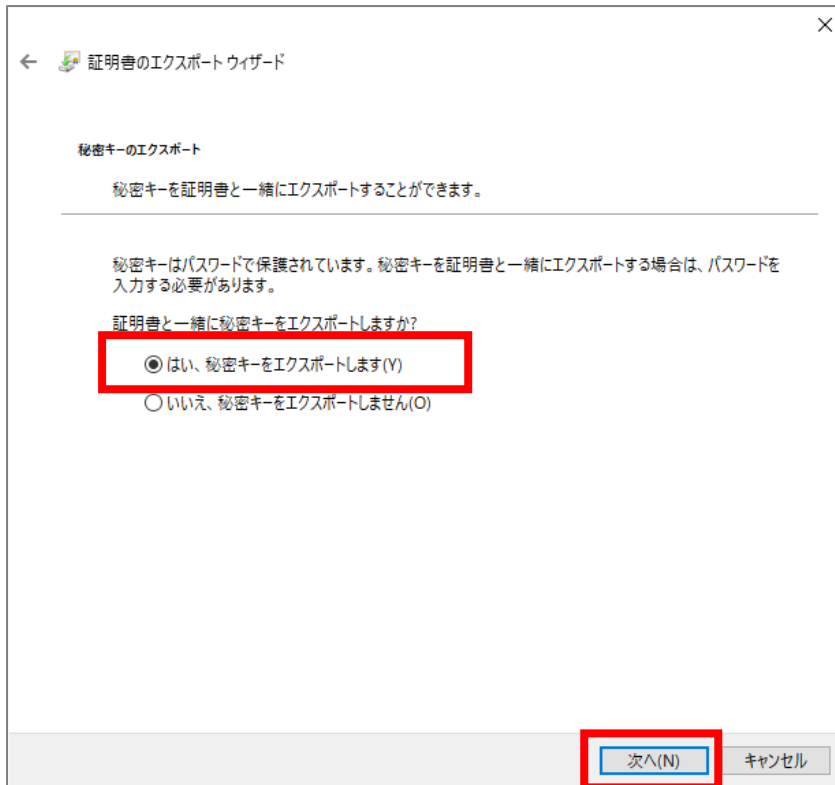 証明書のエクスポート ウィザード
秘密キーのエクスポート
秘密キーを証明書と一緒にエクスポートすることができます。
秘密キーはパスワードで保護されています。秘密キーを証明書と一緒にエクスポートする場合は、パスワードを
入力する必要があります。
証明書と一緒に秘密キーをエクスポートしますか?
はい、秘密キーをエクスポートします(Y)
いいえ、秘密キーをエクスポートしません(O)
次へ(N) キャンセル